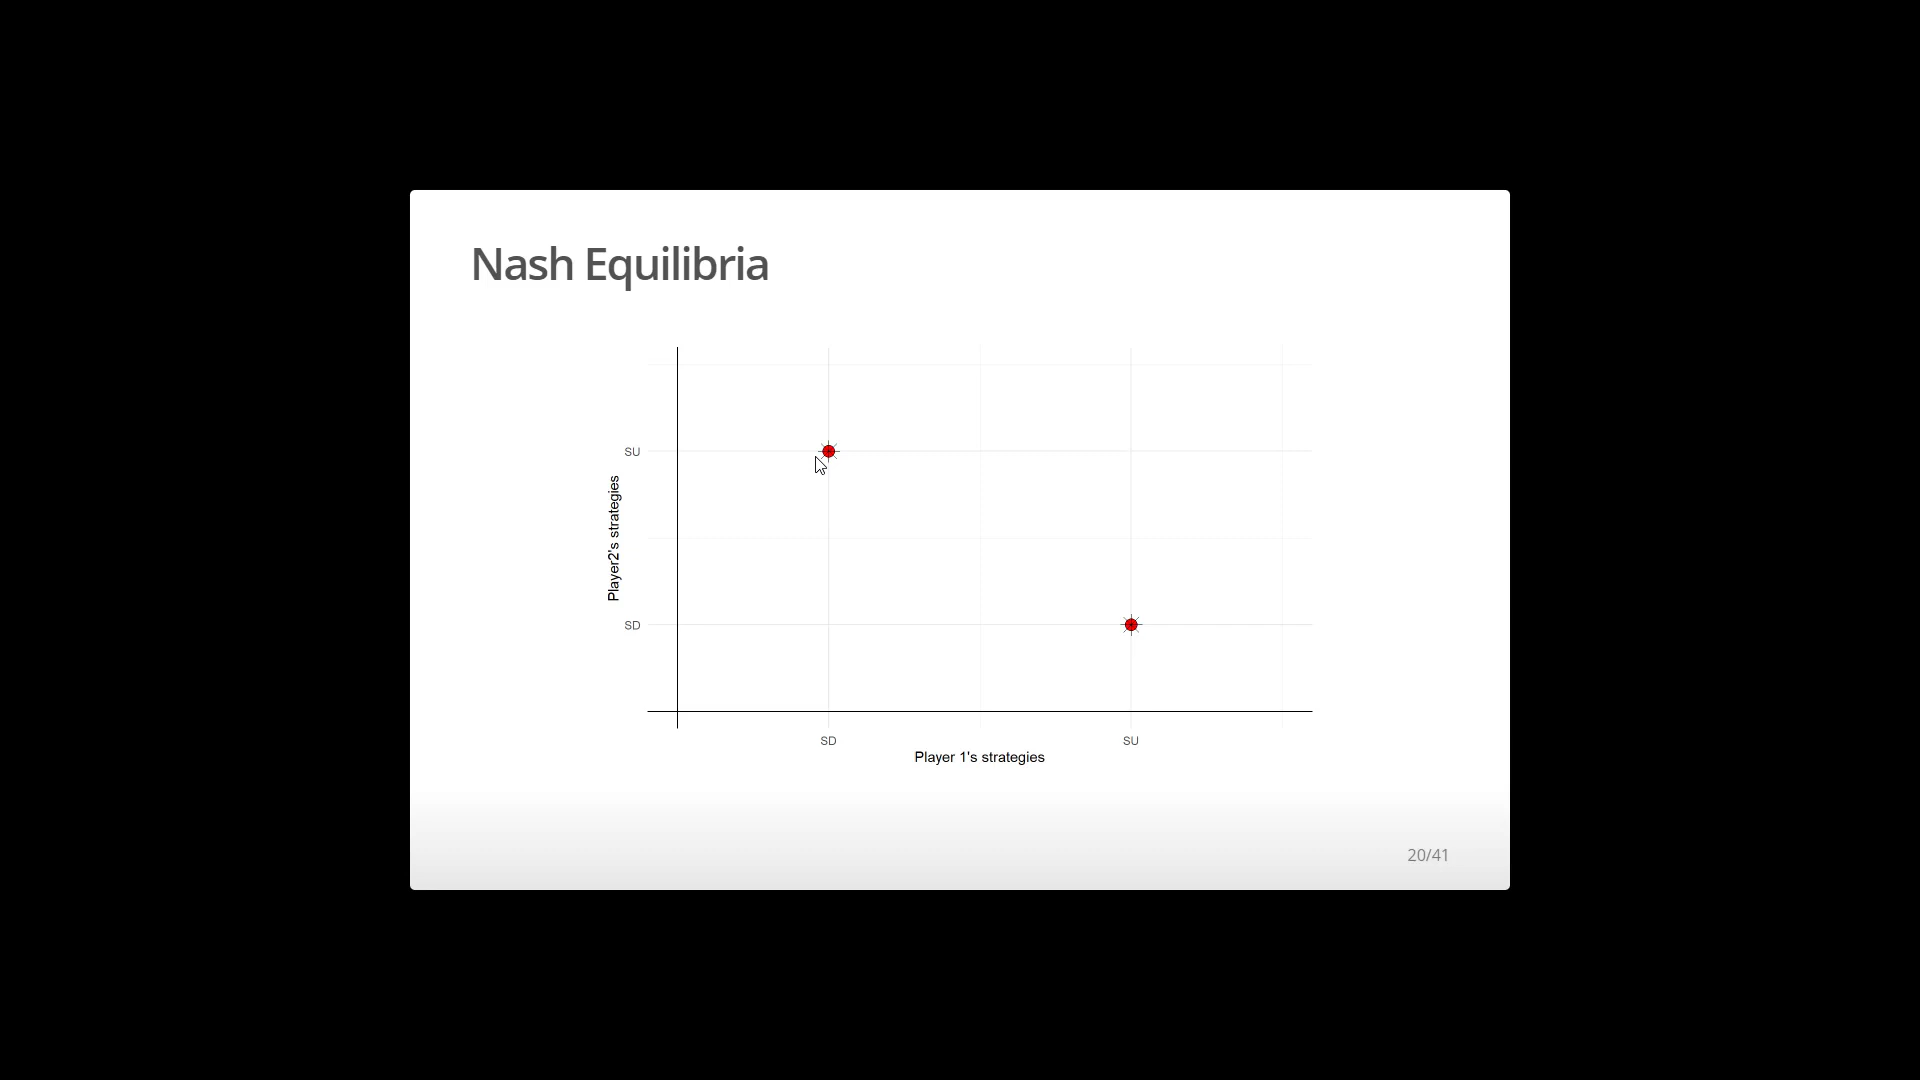 Nash Equilibria
SU
Player2's strategies
SD
SD
SU
Player 1's strategies
20/41